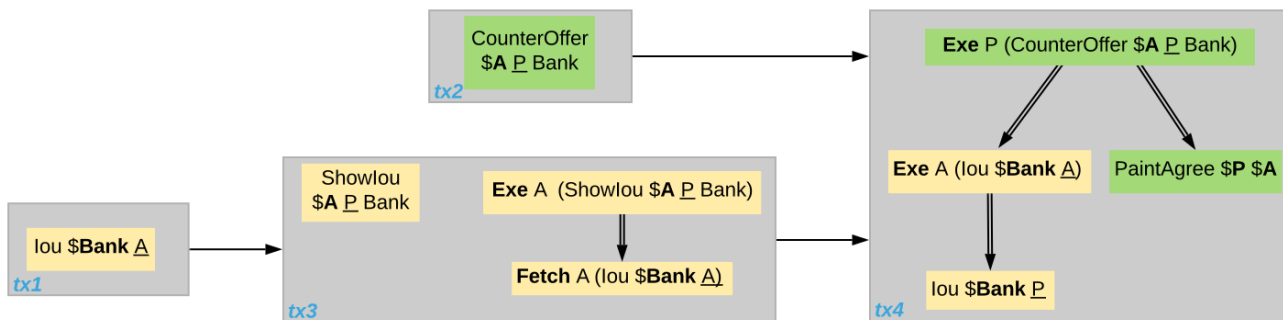 CounterOffer
$A P Bank
tx2
Exe P (CounterOffer $A P Bank)
Exe A (Iou $Bank A)
PaintAgree $P $A
Iou $Bank P
tx4
ShowIou
$A P Bank
Exe A (ShowIou $A P Bank)
Fetch A (Iou $Bank A)
tx3
Iou $Bank A
tx1